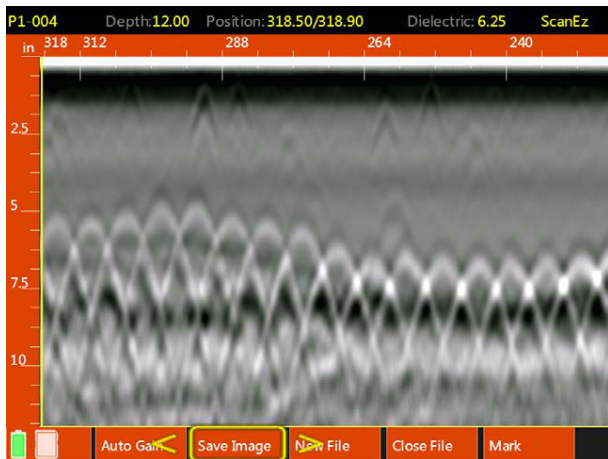 P1-004 Depth:12.00 Position:318.50/318.90 Dielectric: 6.25 ScanEz
in 318 312 288 264 240
2.5
5
7.5
10
Auto Gain < Save Image > New File Close File Mark